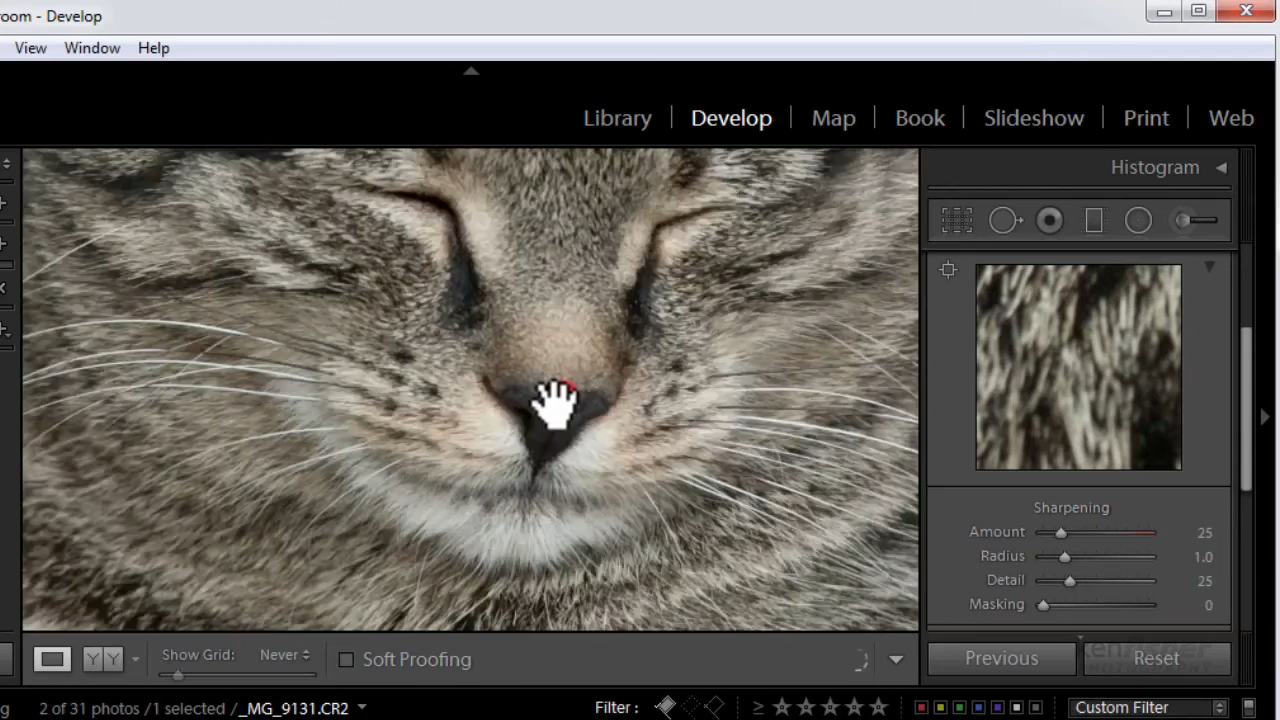 room - Develop
View Window Help
Library Develop Map Book Slideshow Print Web
Histogram
Sharpening
Amount 25
Radius 1.0
Detail 25
Masking 0
Show Grid: Never Soft Proofing
Previous Reset
g 2 of 31 photos /1 selected /_MG_9131.CR2 Filter : Custom Filter